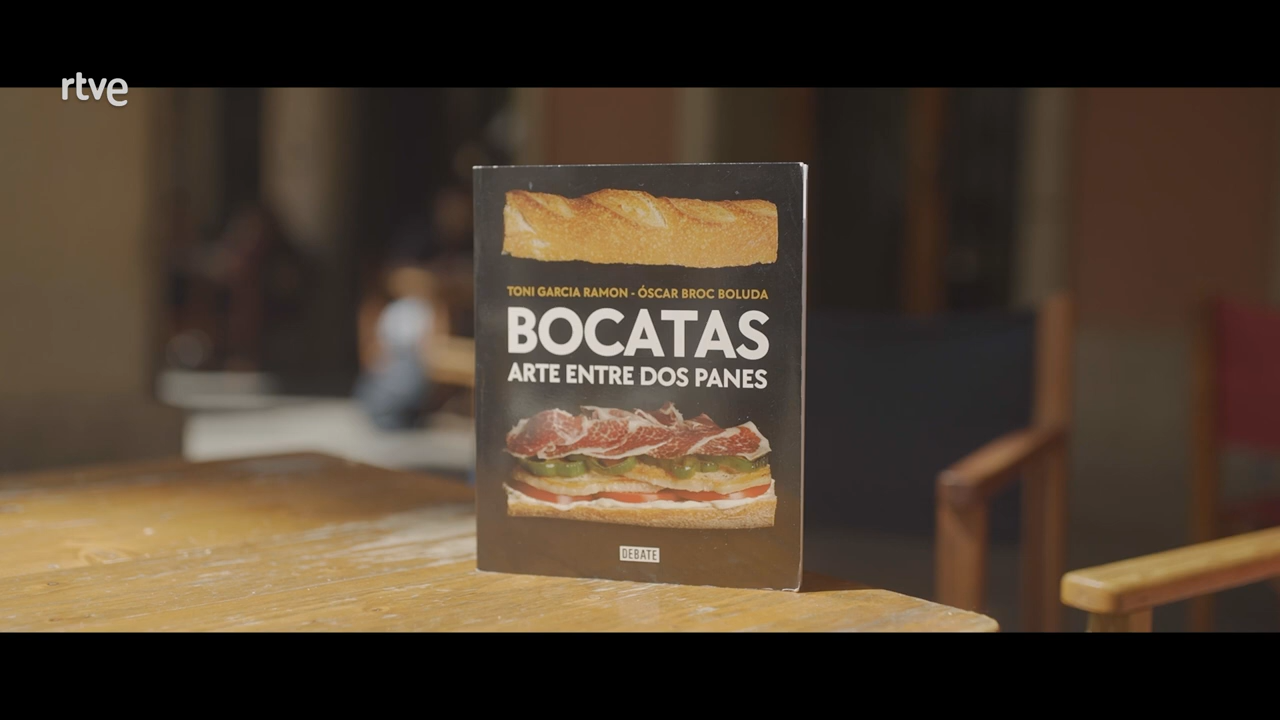 rtve
TONI GARCIA RAMON - ÓSCAR BROC BOLUDA
BOCATAS
ARTE ENTRE DOS PANES
DEBATE